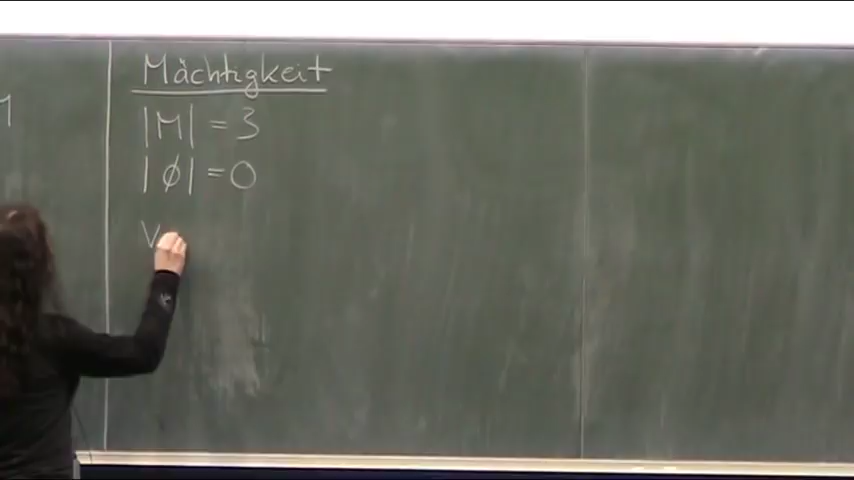 Mächtigkeit
|M| = 3
|∅| = 0
V